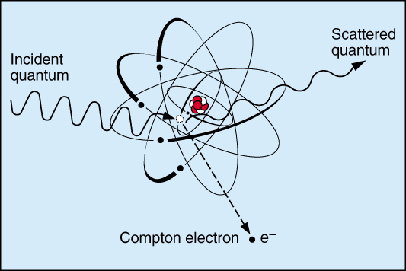 Scattered
quantum
Incident
quantum
Compton electron e⁻